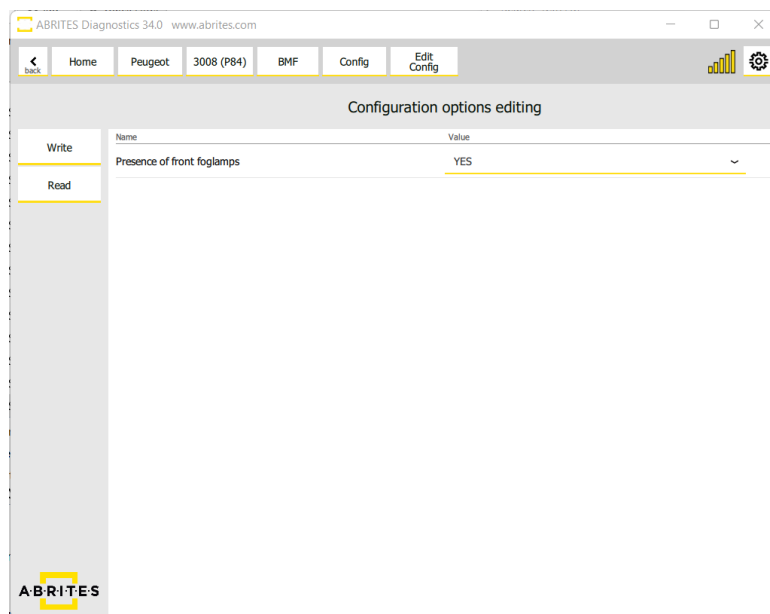 ABRITES Diagnostics 34.0 www.abrites.com
back
Home
Peugeot
3008 (P84)
BMF
Config
Edit
Config
Configuration options editing
Write
Read
Name
Value
Presence of front foglamps
YES
A·B·R·I·T·E·S